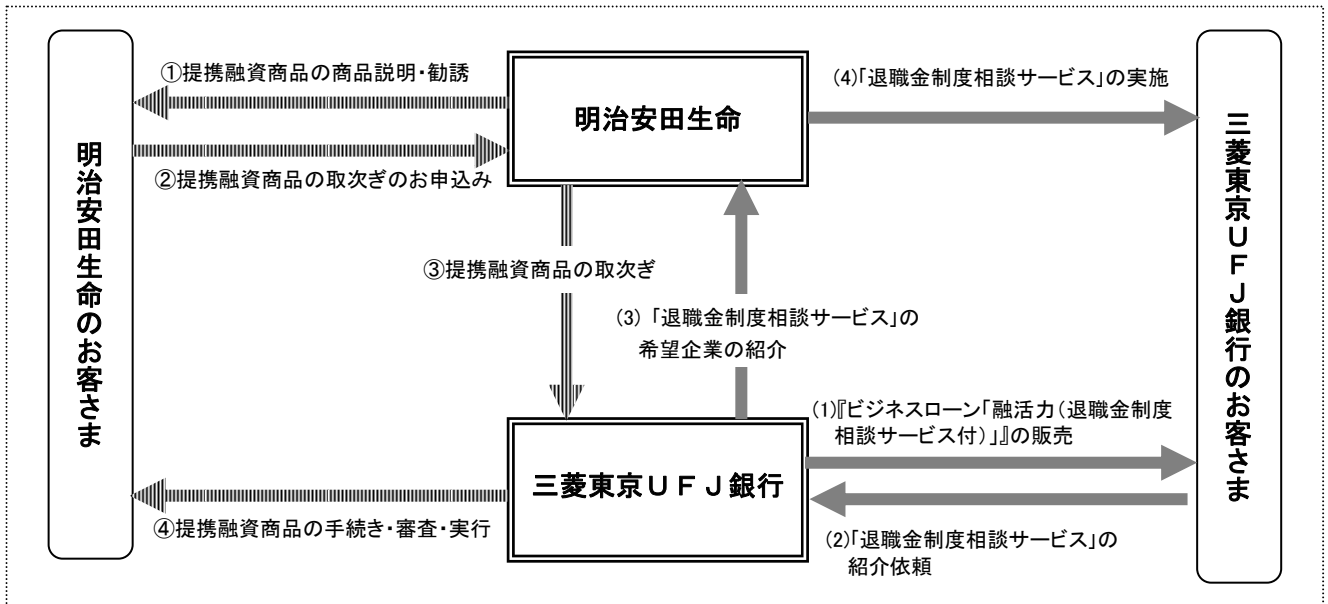 ①提携融資商品の商品説明・勧誘
明治安田生命
(4)「退職金制度相談サービス」の実施
明治安田生命のお客さま
三菱東京UFJ銀行のお客さま
②提携融資商品の取次ぎのお申込み
③提携融資商品の取次ぎ
(3) 「退職金制度相談サービス」の
希望企業の紹介
(1)『ビジネスローン「融活力(退職金制度
相談サービス付)」』の販売
三菱東京UFJ銀行
④提携融資商品の手続き・審査・実行
(2)「退職金制度相談サービス」の
紹介依頼